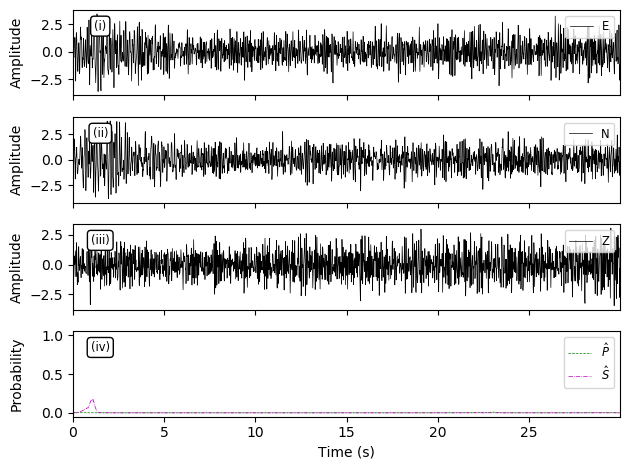 Amplitude
2.5
0.0
−2.5
(i)
E
Amplitude
2.5
0.0
−2.5
(ii)
N
Amplitude
2.5
0.0
−2.5
(iii)
Z
Probability
1.0
0.5
0.0
(iv)
P̂
Ŝ
0 5 10 15 20 25
Time (s)